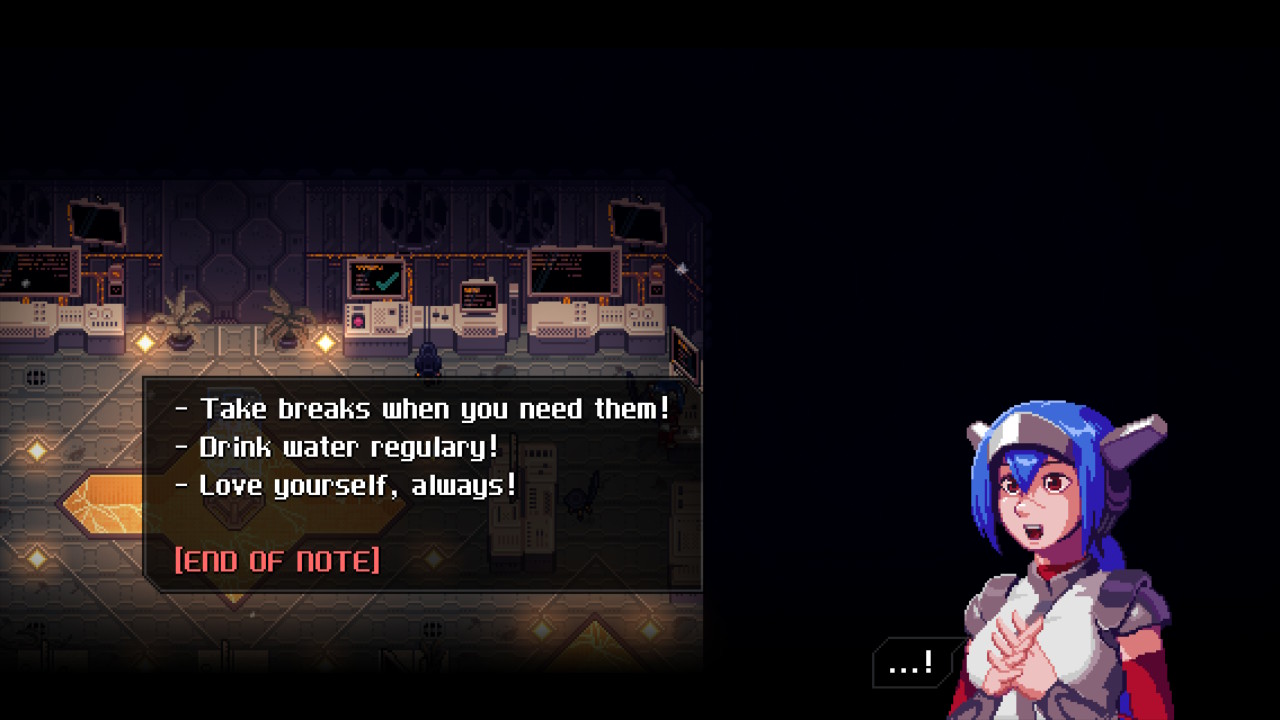 - Take breaks when you need them!
- Drink water regulary!
- Love yourself, always!
[END OF NOTE]
...!